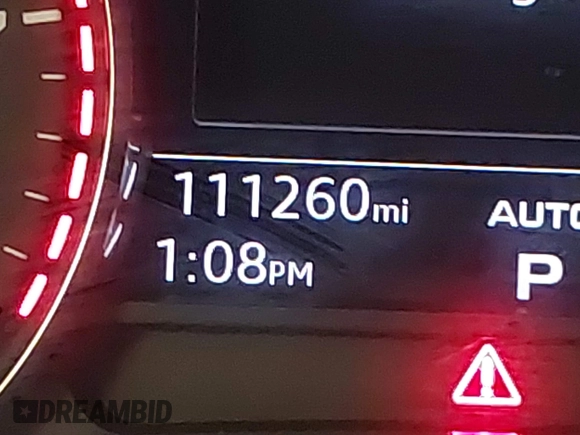 111260mi
AUTO
1:08PM
P
DREAMBID